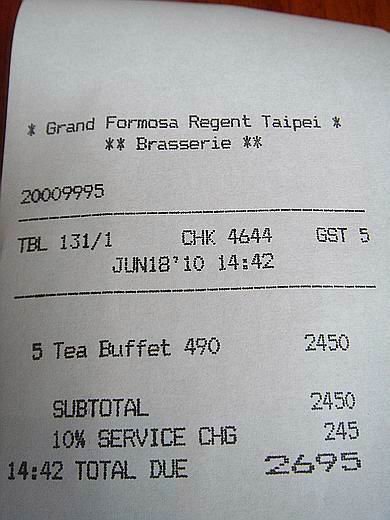 * Grand Formosa Regent Taipei *
** Brasserie **
20009995
TBL 131/1 CHK 4644 GST 5
JUN18'10 14:42
5 Tea Buffet 490 2450
SUBTOTAL 2450
10% SERVICE CHG 245
14:42 TOTAL DUE 2695